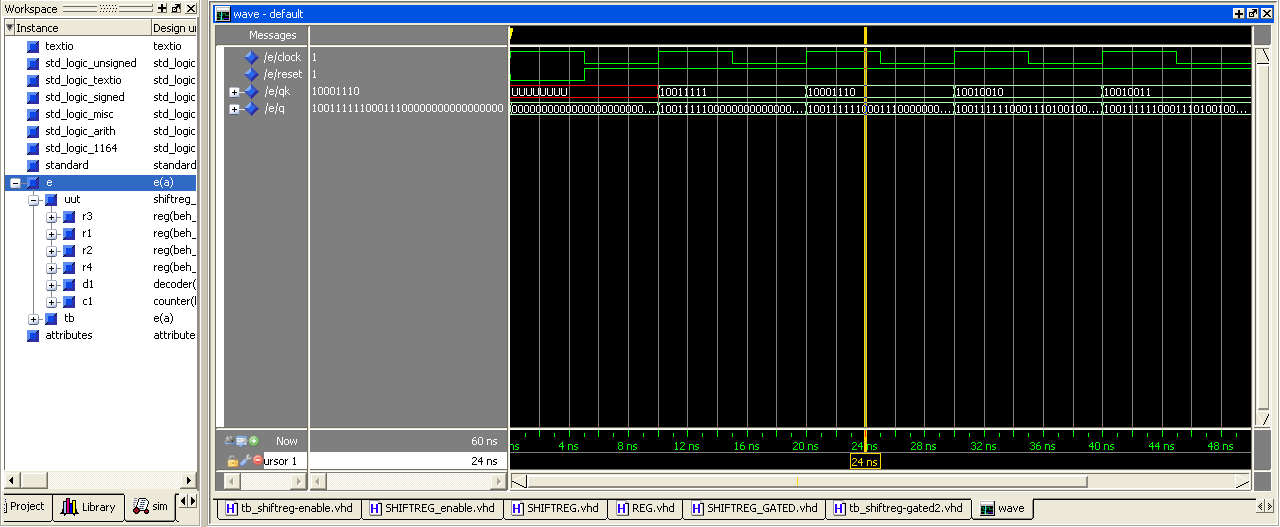 Workspace
Instance
Design ur
textio
textio
std_logic_unsigned
std_logic
std_logic_textio
std_logic
std_logic_signed
std_logic
std_logic_misc
std_logic
std_logic_arith
std_logic
std_logic_1164
std_logic
standard
standard
e
e(a)
uut
shiftreg_
r3
reg(beh_
r1
reg(beh_
r2
reg(beh_
r4
reg(beh_
d1
decoder(
c1
counter(
tb
e(a)
attributes
attribute
Project
Library
sim
wave - default
Messages
/e/clock 1
/e/reset 1
/e/qk 10001110 UUUUUUUU 10011111 10001110 10010010 10010011
/e/q 10011111100011100000000000000000 0000000000000000000000... 1001111100000000000000... 1001111110001110000000... 1001111110001110100100... 1001111110001110100100...
Now 60 ns ns 4 ns 8 ns 12 ns 16 ns 20 ns 24 ns 28 ns 32 ns 36 ns 40 ns 44 ns 48 ns
ursor 1 24 ns 24 ns
tb_shiftreg-enable.vhd SHIFTREG_enable.vhd SHIFTREG.vhd REG.vhd SHIFTREG_GATED.vhd tb_shiftreg-gated2.vhd wave